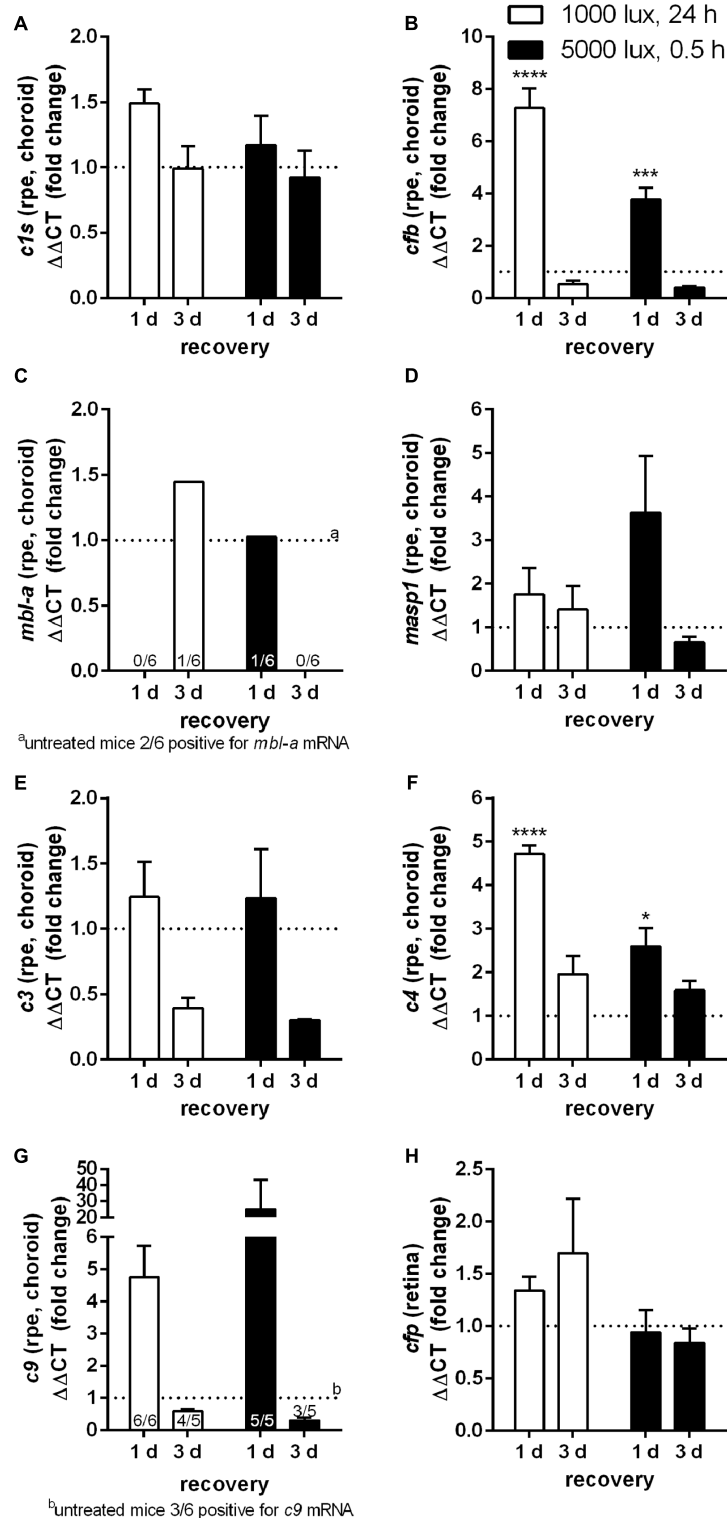 1000 lux, 24 h
5000 lux, 0.5 h
A
c1s (rpe, choroid)
ΔΔCT (fold change)
2.0
1.5
1.0
0.5
0.0
1 d 3 d 1 d 3 d
recovery
B
cfb (rpe, choroid)
ΔΔCT (fold change)
10
8
6
4
2
0
****
***
1 d 3 d 1 d 3 d
recovery
C
mbl-a (rpe, choroid)
ΔΔCT (fold change)
2.0
1.5
1.0
0.5
0.0
a
0/6 1/6 1/6 0/6
1 d 3 d 1 d 3 d
recovery
auntreated mice 2/6 positive for mbl-a mRNA
D
masp1 (rpe, choroid)
ΔΔCT (fold change)
6
5
4
3
2
1
0
1 d 3 d 1 d 3 d
recovery
E
c3 (rpe, choroid)
ΔΔCT (fold change)
2.0
1.5
1.0
0.5
0.0
1 d 3 d 1 d 3 d
recovery
F
c4 (rpe, choroid)
ΔΔCT (fold change)
6
5
4
3
2
1
0
****
*
1 d 3 d 1 d 3 d
recovery
G
c9 (rpe, choroid)
ΔΔCT (fold change)
50
40
30
20
6
5
4
3
2
1
0
b
6/6 4/5 5/5 3/5
1 d 3 d 1 d 3 d
recovery
buntreated mice 3/6 positive for c9 mRNA
H
cfp (retina)
ΔΔCT (fold change)
2.5
2.0
1.5
1.0
0.5
0.0
1 d 3 d 1 d 3 d
recovery